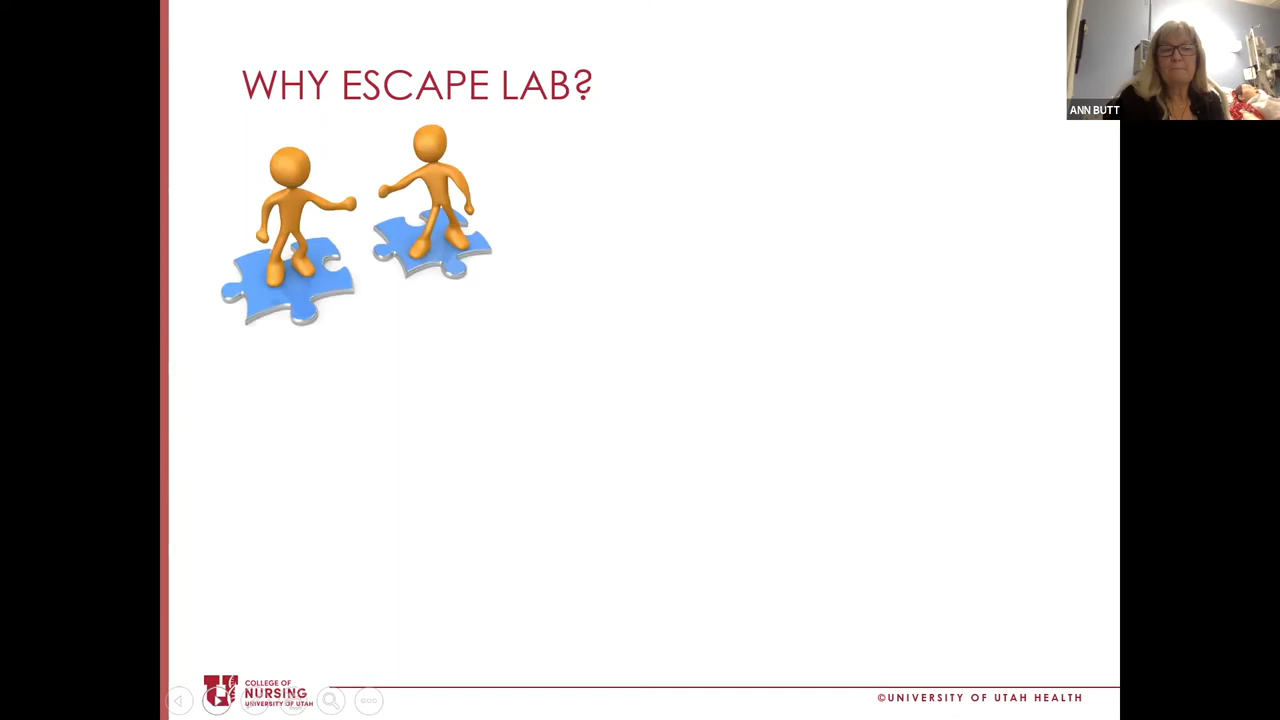 WHY ESCAPE LAB?
ANN BUTT
COLLEGE OF
NURSING
UNIVERSITY OF UTAH
©UNIVERSITY OF UTAH HEALTH